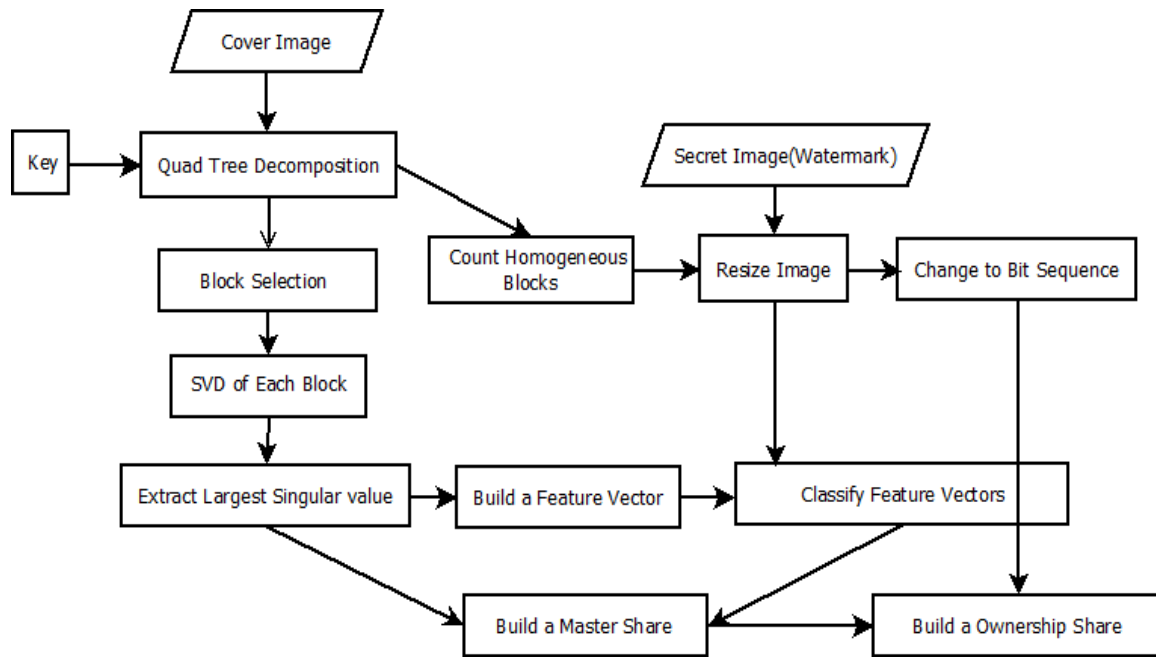 Cover Image
Key
Quad Tree Decomposition
Secret Image(Watermark)
Block Selection
Count Homogeneous
Blocks
Resize Image
Change to Bit Sequence
SVD of Each Block
Extract Largest Singular value
Build a Feature Vector
Classify Feature Vectors
Build a Master Share
Build a Ownership Share